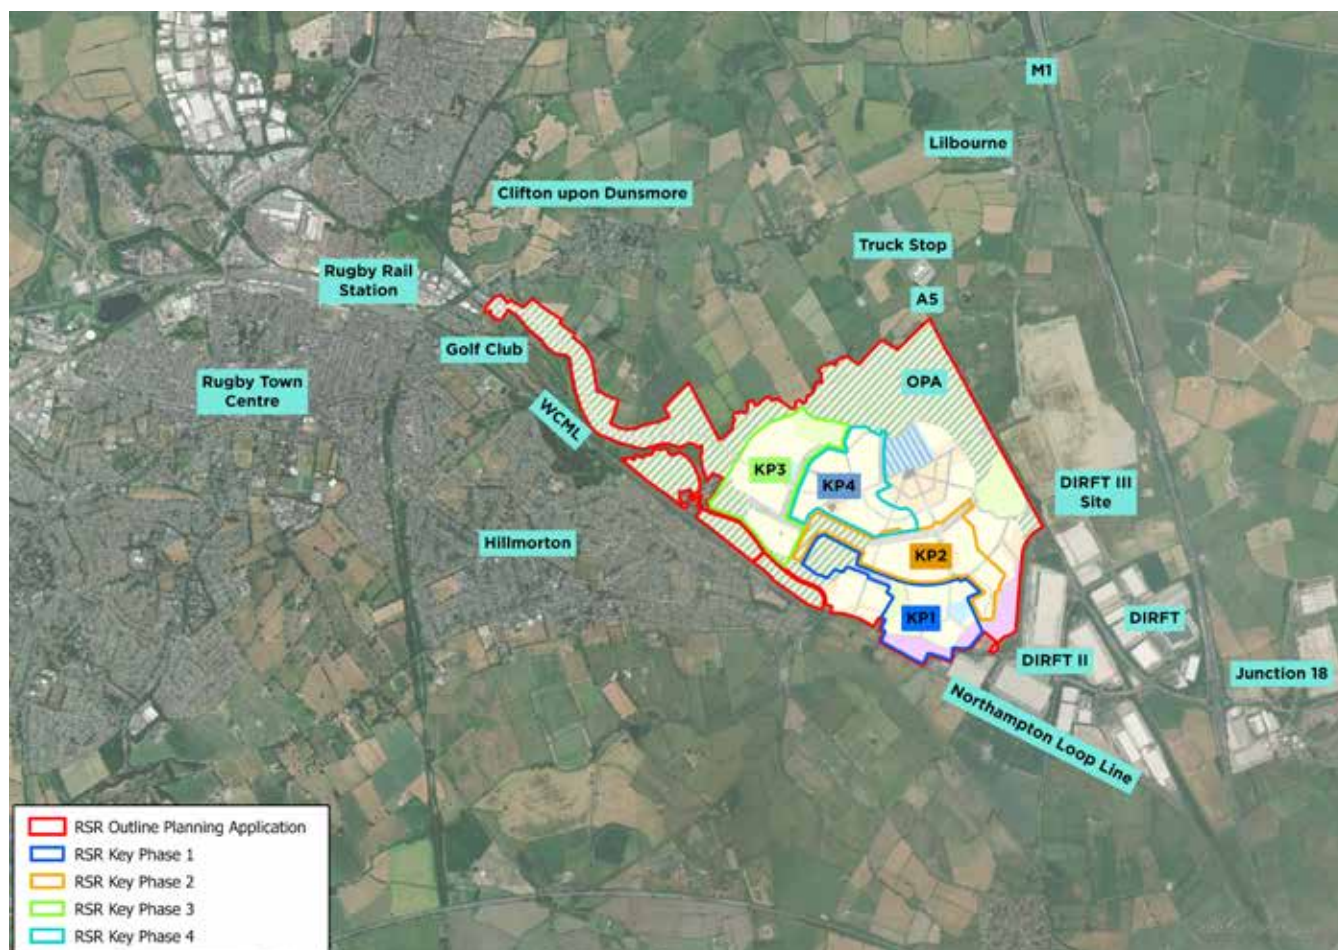 M1
Lilbourne
Clifton upon Dunsmore
Truck Stop
Rugby Rail
Station
A5
Golf Club
Rugby Town
Centre
OPA
WCML
KP3
KP4
DIRFT III
Site
Hillmorton
KP2
KP1
DIRFT
DIRFT II
Junction 18
Northampton Loop Line
RSR Outline Planning Application
RSR Key Phase 1
RSR Key Phase 2
RSR Key Phase 3
RSR Key Phase 4